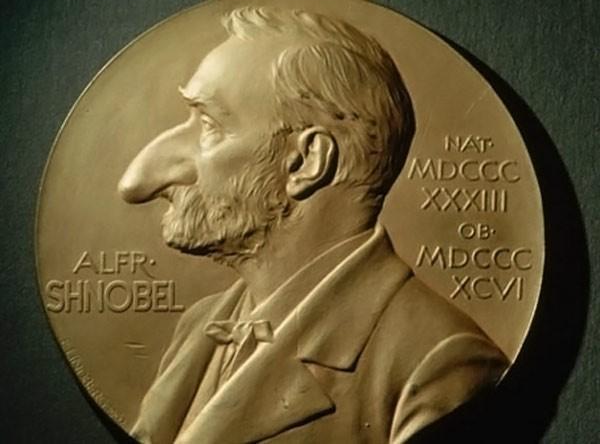 ALFR·
SHNOBEL
NAT·
MDCCC
XXXIII
OB·
MDCCC
XCVI